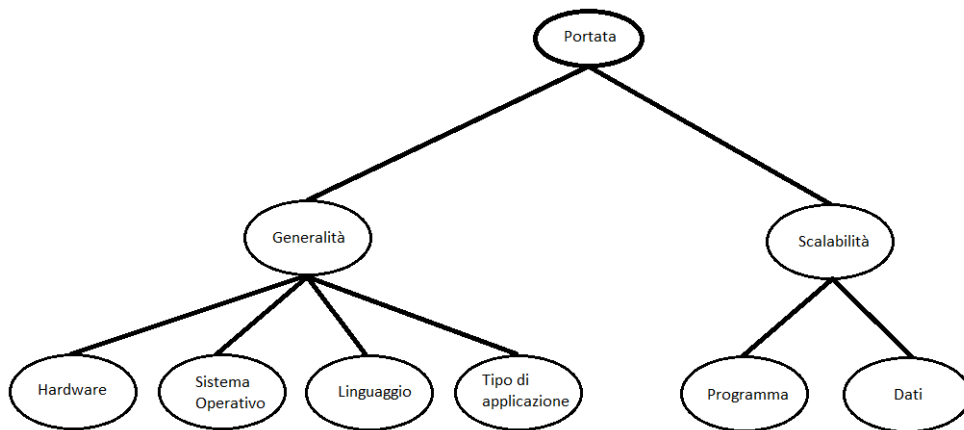 Portata
Generalità
Scalabilità
Hardware
Sistema
Operativo
Linguaggio
Tipo di
applicazione
Programma
Dati